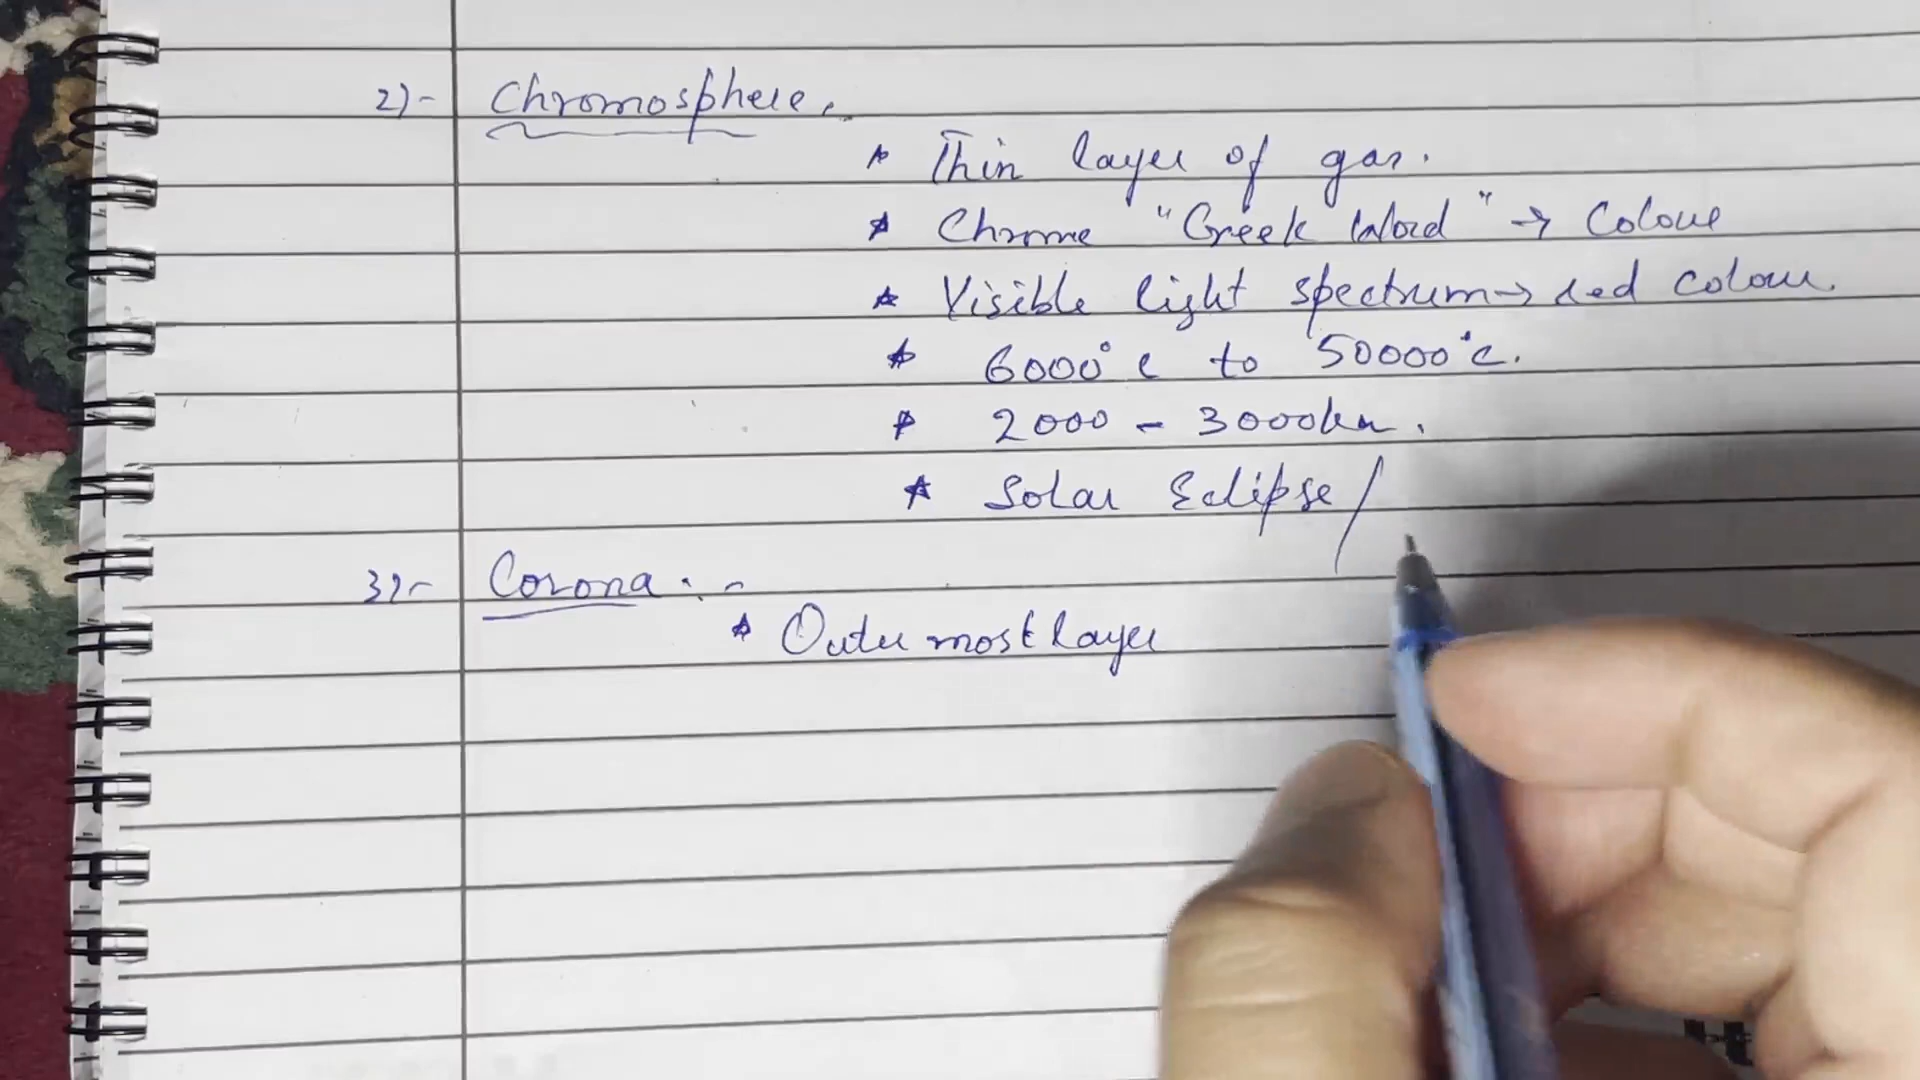 2)- Chromosphere.
* Thin layer of gas.
* Chrome "Greek Word" → Colour
* Visible light spectrum → red colour.
* 6000°c to 50000°c.
* 2000 - 3000km.
* Solar Eclipse /
3)- Corona :-
* Outer most layer